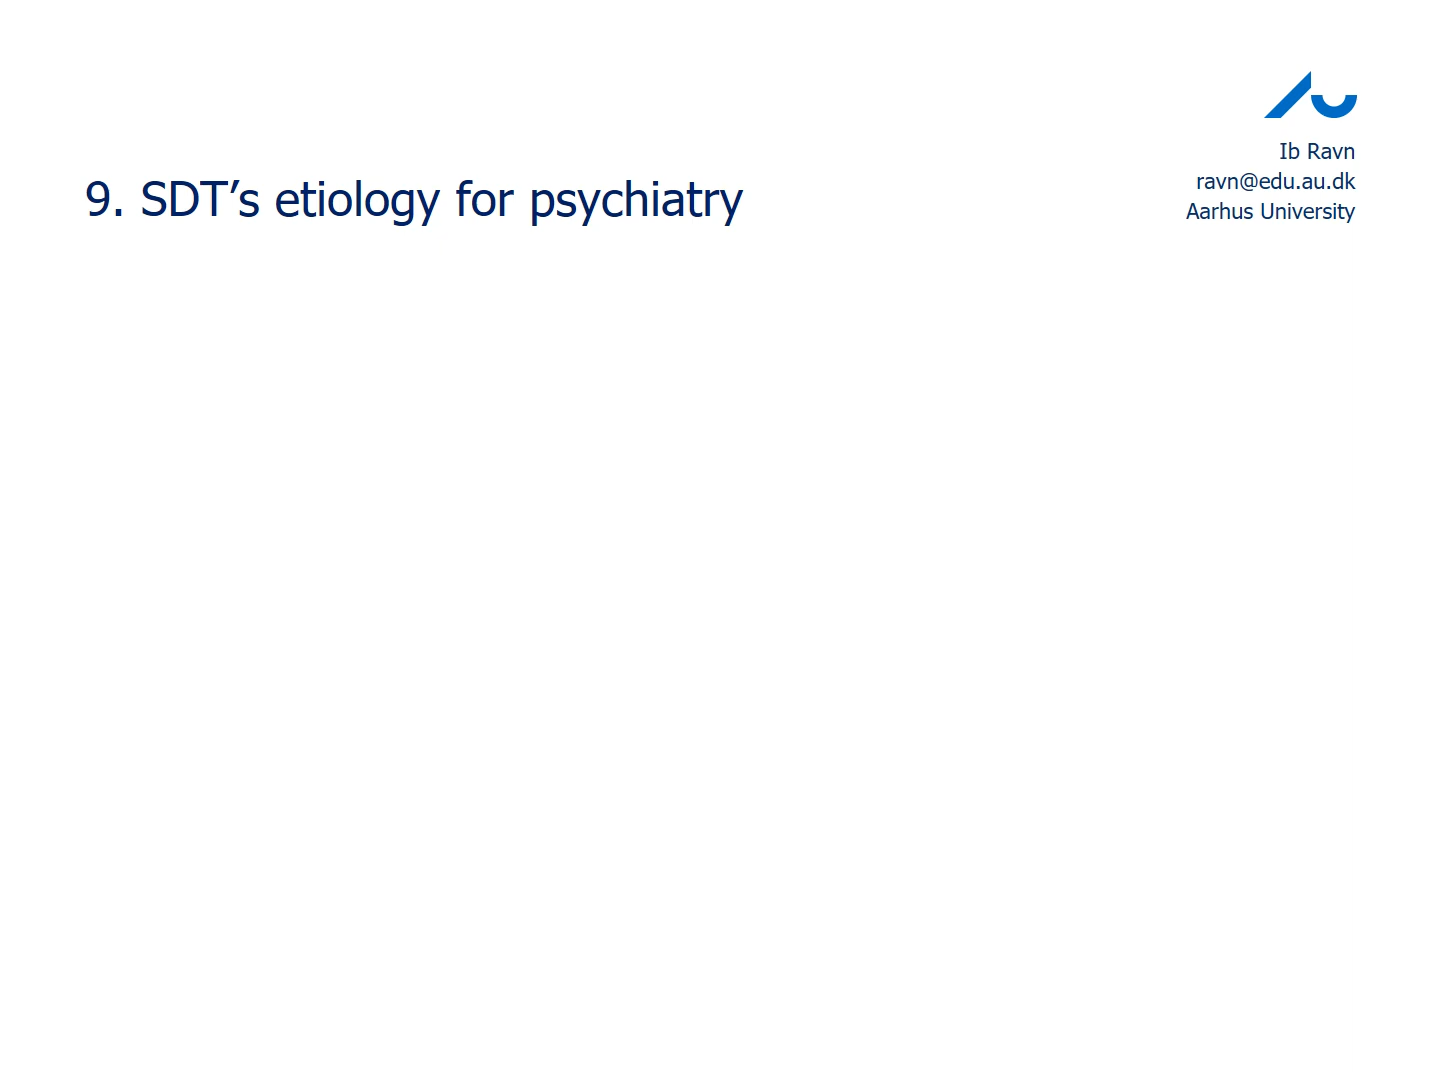 Ib Ravn
ravn@edu.au.dk
Aarhus University
9. SDT’s etiology for psychiatry